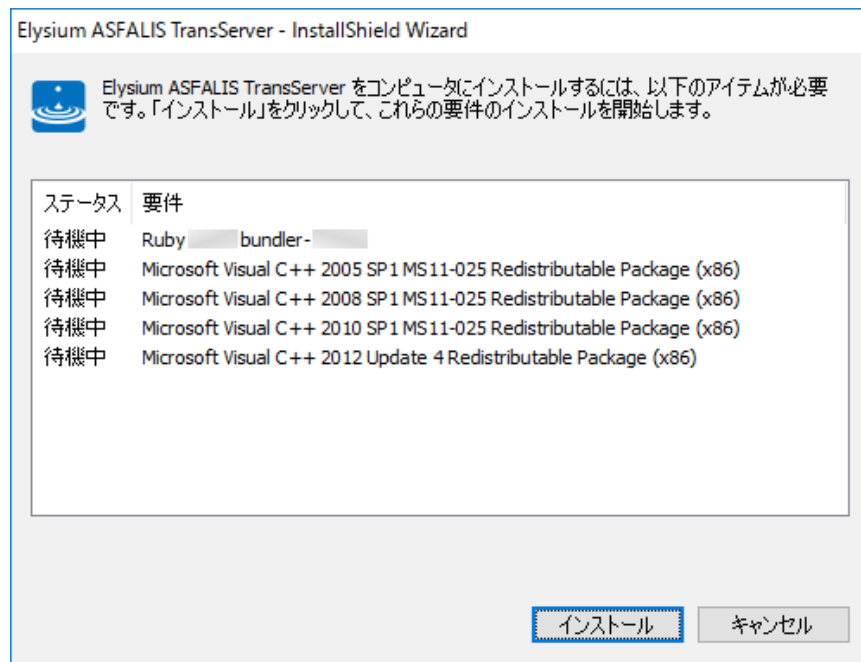 Elysium ASFALIS TransServer - InstallShield Wizard
Elysium ASFALIS TransServer をコンピュータにインストールするには、以下のアイテムが必要
です。「インストール」をクリックして、これらの要件のインストールを開始します。
ステータス 要件
待機中 Ruby bundler-
待機中 Microsoft Visual C++ 2005 SP1 MS11-025 Redistributable Package (x86)
待機中 Microsoft Visual C++ 2008 SP1 MS11-025 Redistributable Package (x86)
待機中 Microsoft Visual C++ 2010 SP1 MS11-025 Redistributable Package (x86)
待機中 Microsoft Visual C++ 2012 Update 4 Redistributable Package (x86)
インストール キャンセル